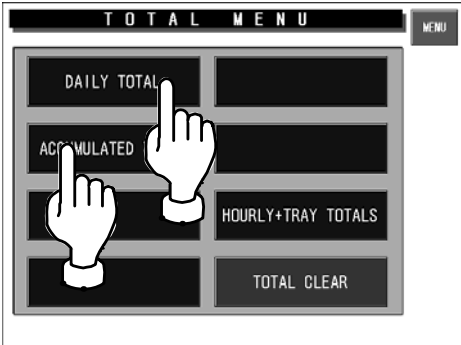 TOTAL MENU
MENU
DAILY TOTAL
ACCUMULATED
HOURLY+TRAY TOTALS
TOTAL CLEAR